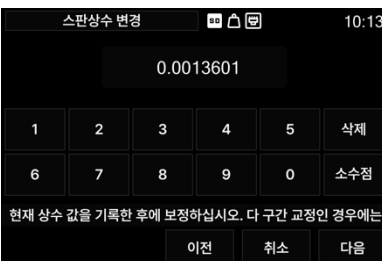 스판상수 변경 SD 10:13
0.0013601
1 2 3 4 5 삭제
6 7 8 9 0 소수점
현재 상수 값을 기록한 후에 보정하십시오. 다 구간 교정인 경우에는
이전 취소 다음